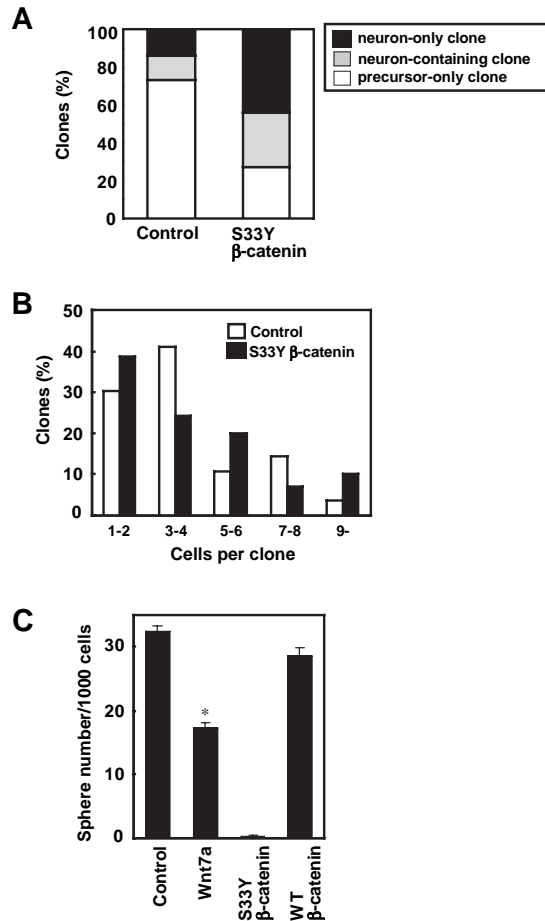 A
100
80
60
40
20
0
Clones (%)
Control
S33Y
β-catenin
neuron-only clone
neuron-containing clone
precursor-only clone
B
50
40
30
20
10
0
Clones (%)
Control
S33Y β-catenin
1-2 3-4 5-6 7-8 9-
Cells per clone
C
30
20
10
0
Sphere number/1000 cells
*
Control
Wnt7a
S33Y
β-catenin
WT
β-catenin